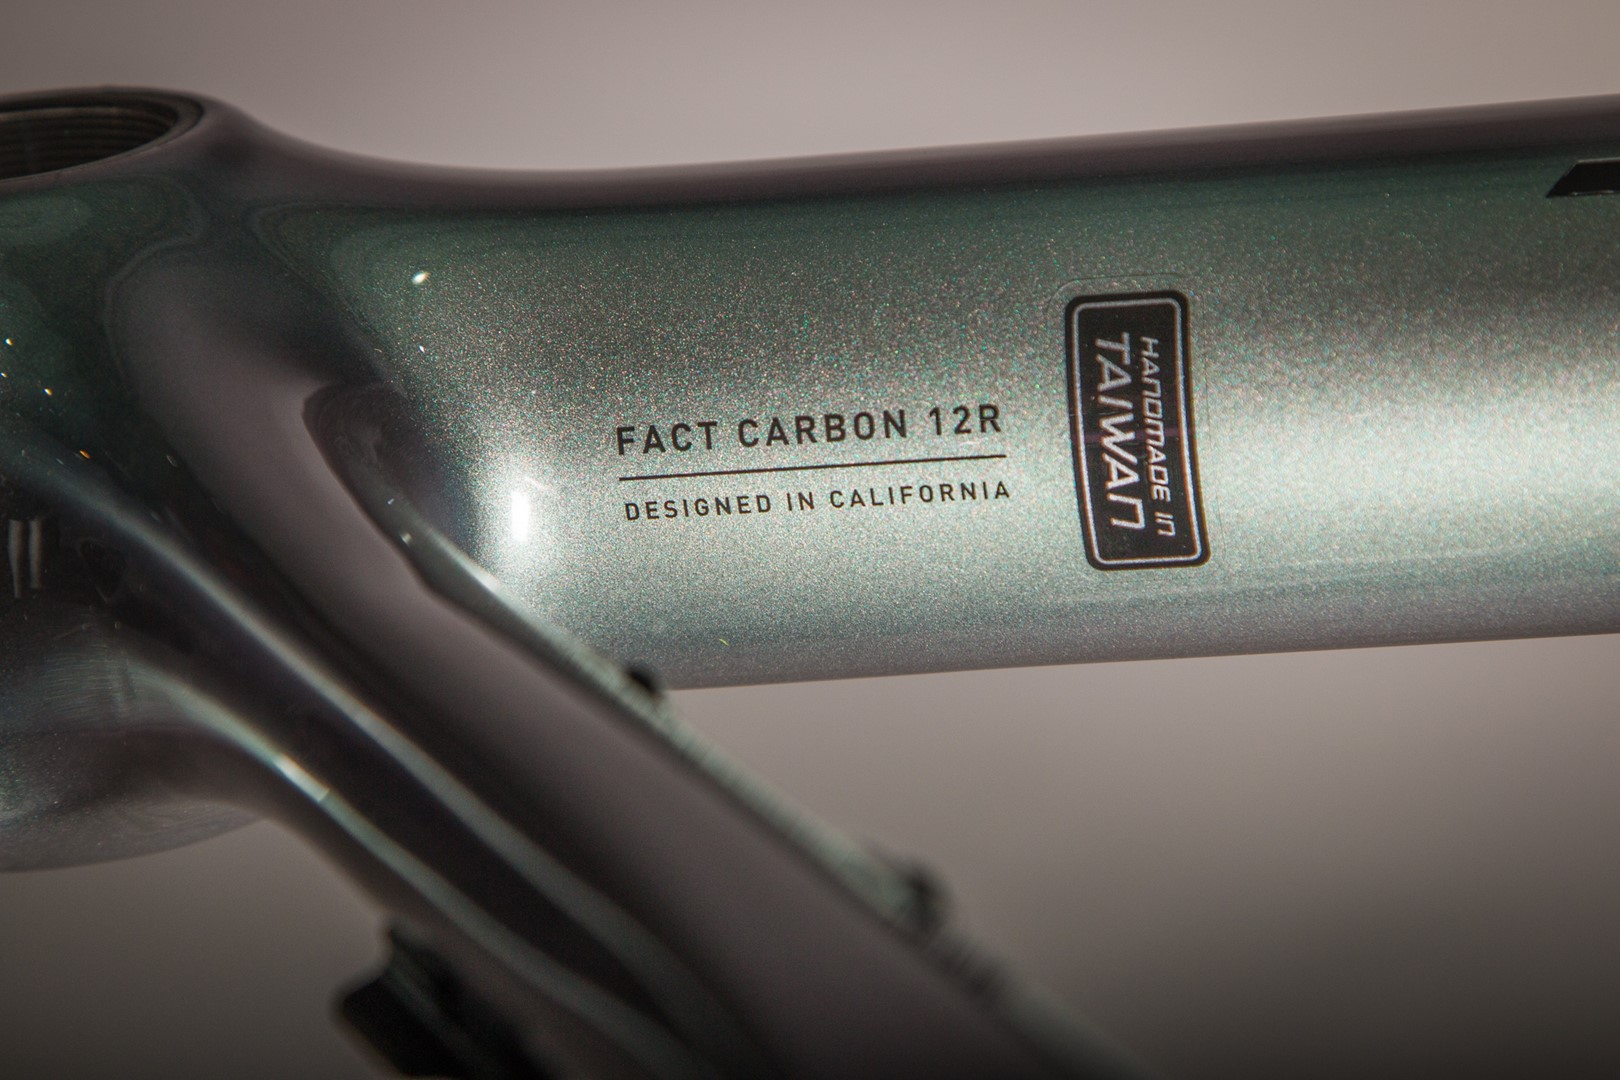 FACT CARBON 12R
DESIGNED IN CALIFORNIA
HANDMADE IN
TAIWAN